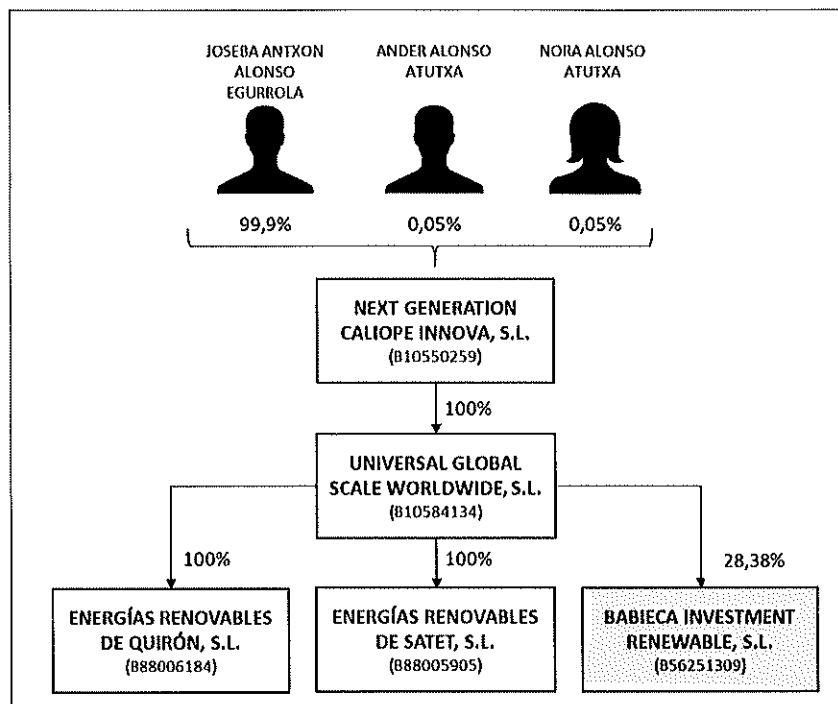 JOSEBA ANTXON
ALONSO
EGURROLA
ANDER ALONSO
ATUTXA
NORA ALONSO
ATUTXA
99,9%
0,05%
0,05%
NEXT GENERATION
CALIOPE INNOVA, S.L.
(B10550259)
100%
UNIVERSAL GLOBAL
SCALE WORLDWIDE, S.L.
(B10584134)
100%
100%
28,38%
ENERGÍAS RENOVABLES
DE QUIRÓN, S.L.
(B88006184)
ENERGÍAS RENOVABLES
DE SATET, S.L.
(B88005905)
BABIECA INVESTMENT
RENEWABLE, S.L.
(B56251309)